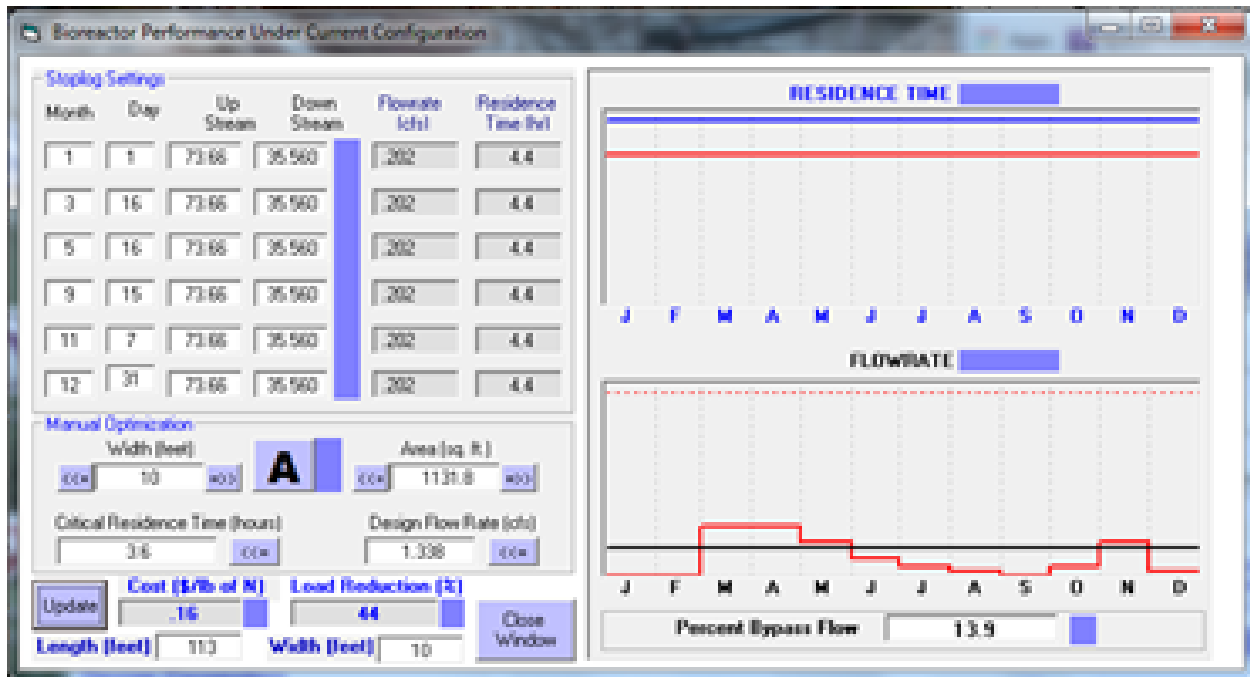 Bioreactor Performance Under Current Configuration
Stoplog Settings
Month Day Up Stream Down Stream Flowrate (cfs) Residence Time (hr)
1 1 73.66 35.560 .202 4.4
3 16 73.66 35.560 .202 4.4
5 16 73.66 35.560 .202 4.4
9 15 73.66 35.560 .202 4.4
11 7 73.66 35.560 .202 4.4
12 31 73.66 35.560 .202 4.4
Manual Optimization
Width (feet) Area (sq. ft.)
10 A 1131.8
Critical Residence Time (hours) Design Flow Rate (cfs)
3.6 1.338
Update Cost ($/lb of N) Load Reduction (%)
.16 44
Close Window
Length (feet) 113 Width (feet) 10
RESIDENCE TIME
J F M A M J J A S O N D
FLOWRATE
J F M A M J J A S O N D
Percent Bypass Flow 13.9